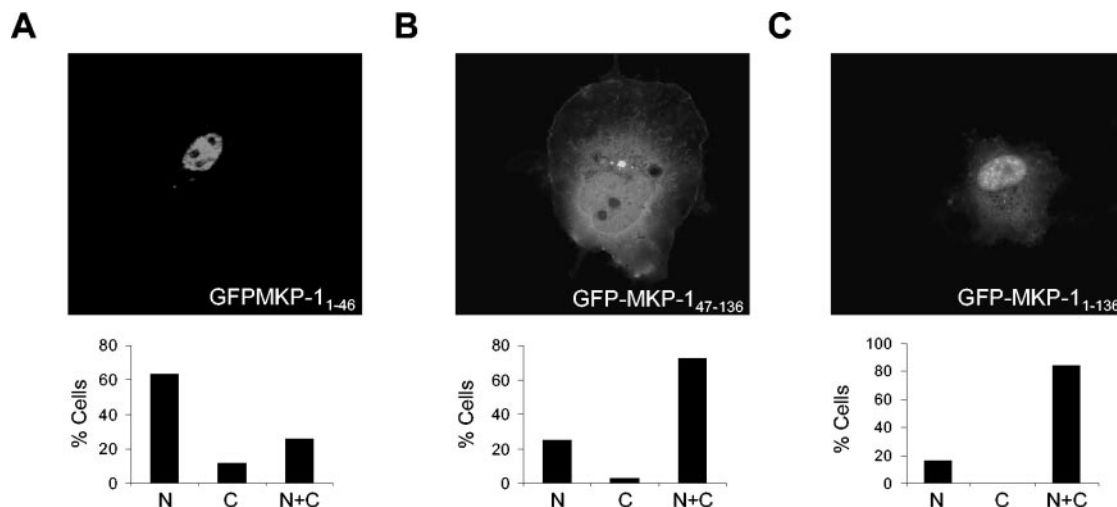 A
B
C
GFPMKP-1₁₋₄₆
GFP-MKP-1₄₇₋₁₃₆
GFP-MKP-1₁₋₁₃₆
% Cells
80
60
40
20
0
N
C
N+C
% Cells
80
60
40
20
0
N
C
N+C
% Cells
100
80
60
40
20
0
N
C
N+C